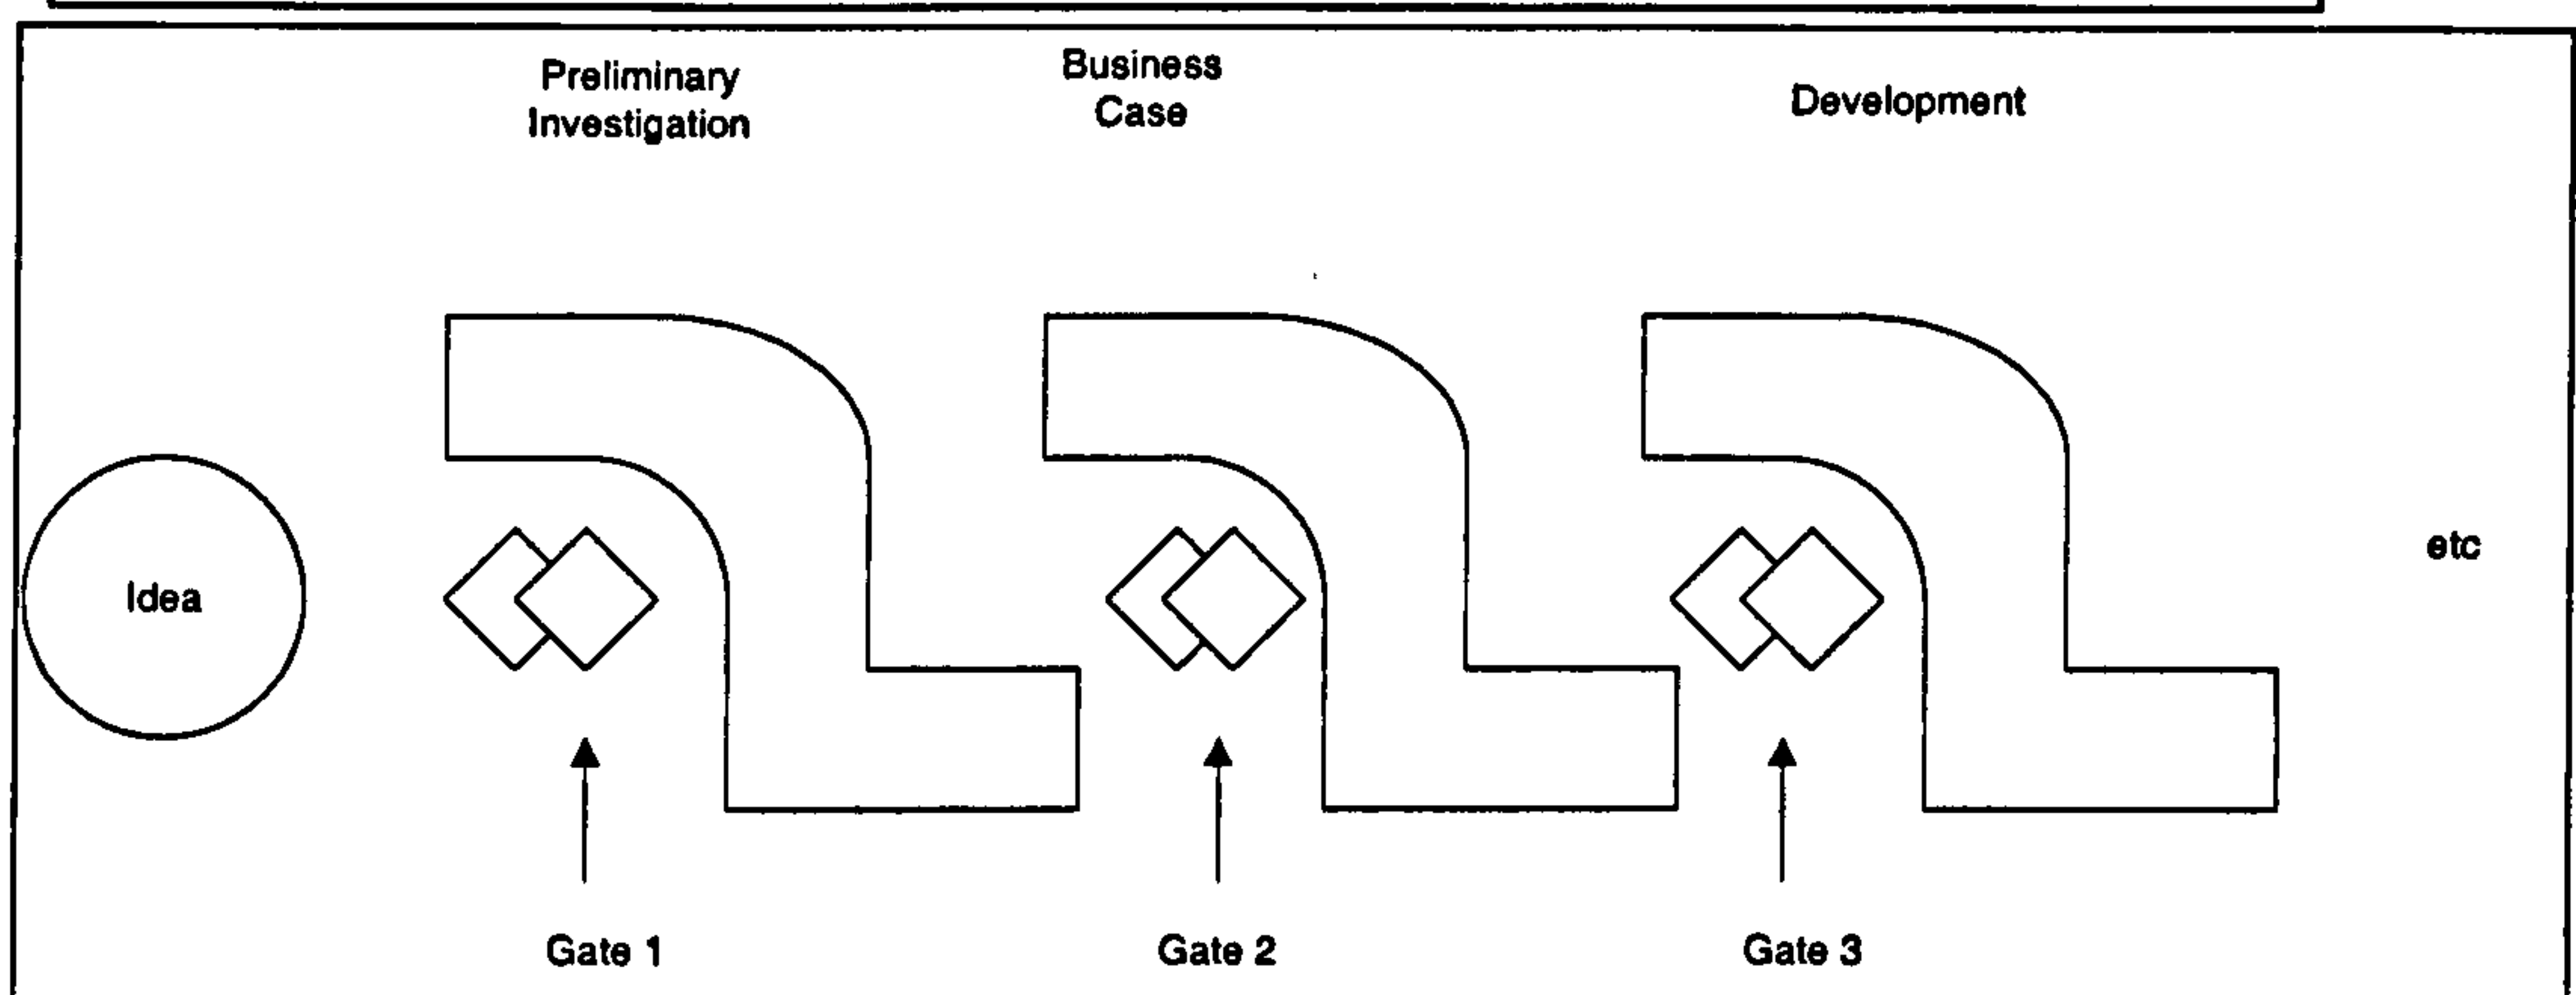 Preliminary
Investigation
Business
Case
Development
Idea
etc
Gate 1
Gate 2
Gate 3